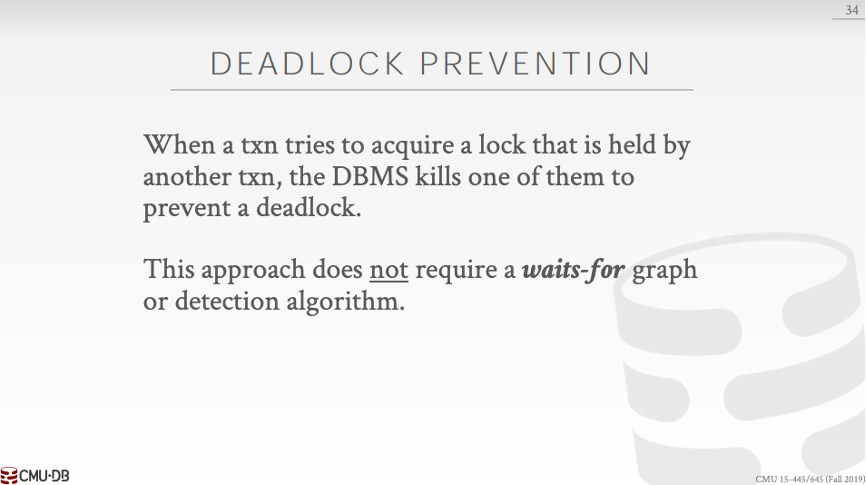 34
DEADLOCK PREVENTION
When a txn tries to acquire a lock that is held by
another txn, the DBMS kills one of them to
prevent a deadlock.
This approach does not require a waits-for graph
or detection algorithm.
CMU·DB
CMU 15-445/645 (Fall 2019)